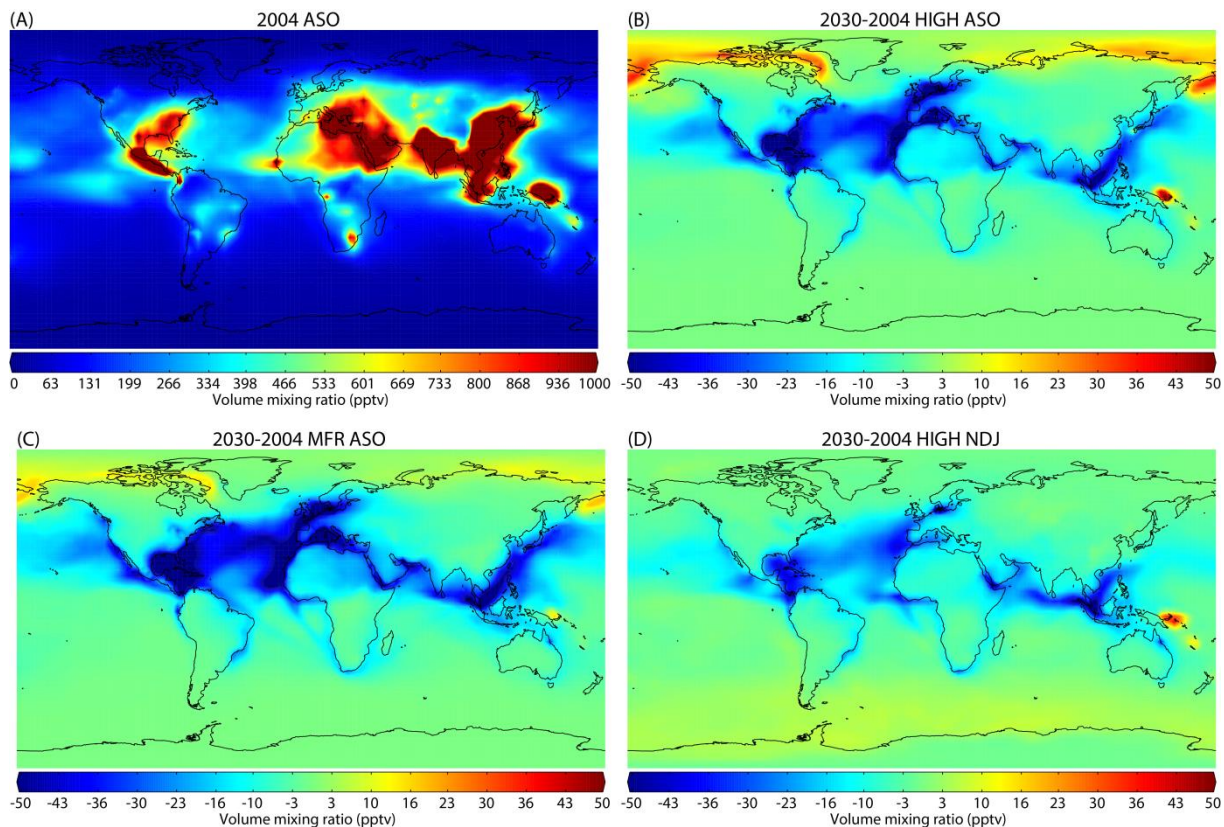 (A) 2004 ASO
0 63 131 199 266 334 398 466 533 601 669 733 800 868 936 1000
Volume mixing ratio (pptv)
(B) 2030-2004 HIGH ASO
-50 -43 -36 -29 -23 -16 -10 -3 3 10 16 23 30 36 43 50
Volume mixing ratio (pptv)
(C) 2030-2004 MFR ASO
-50 -43 -36 -29 -23 -16 -10 -3 3 10 16 23 30 36 43 50
Volume mixing ratio (pptv)
(D) 2030-2004 HIGH NDJ
-50 -43 -36 -29 -23 -16 -10 -3 3 10 16 23 30 36 43 50
Volume mixing ratio (pptv)